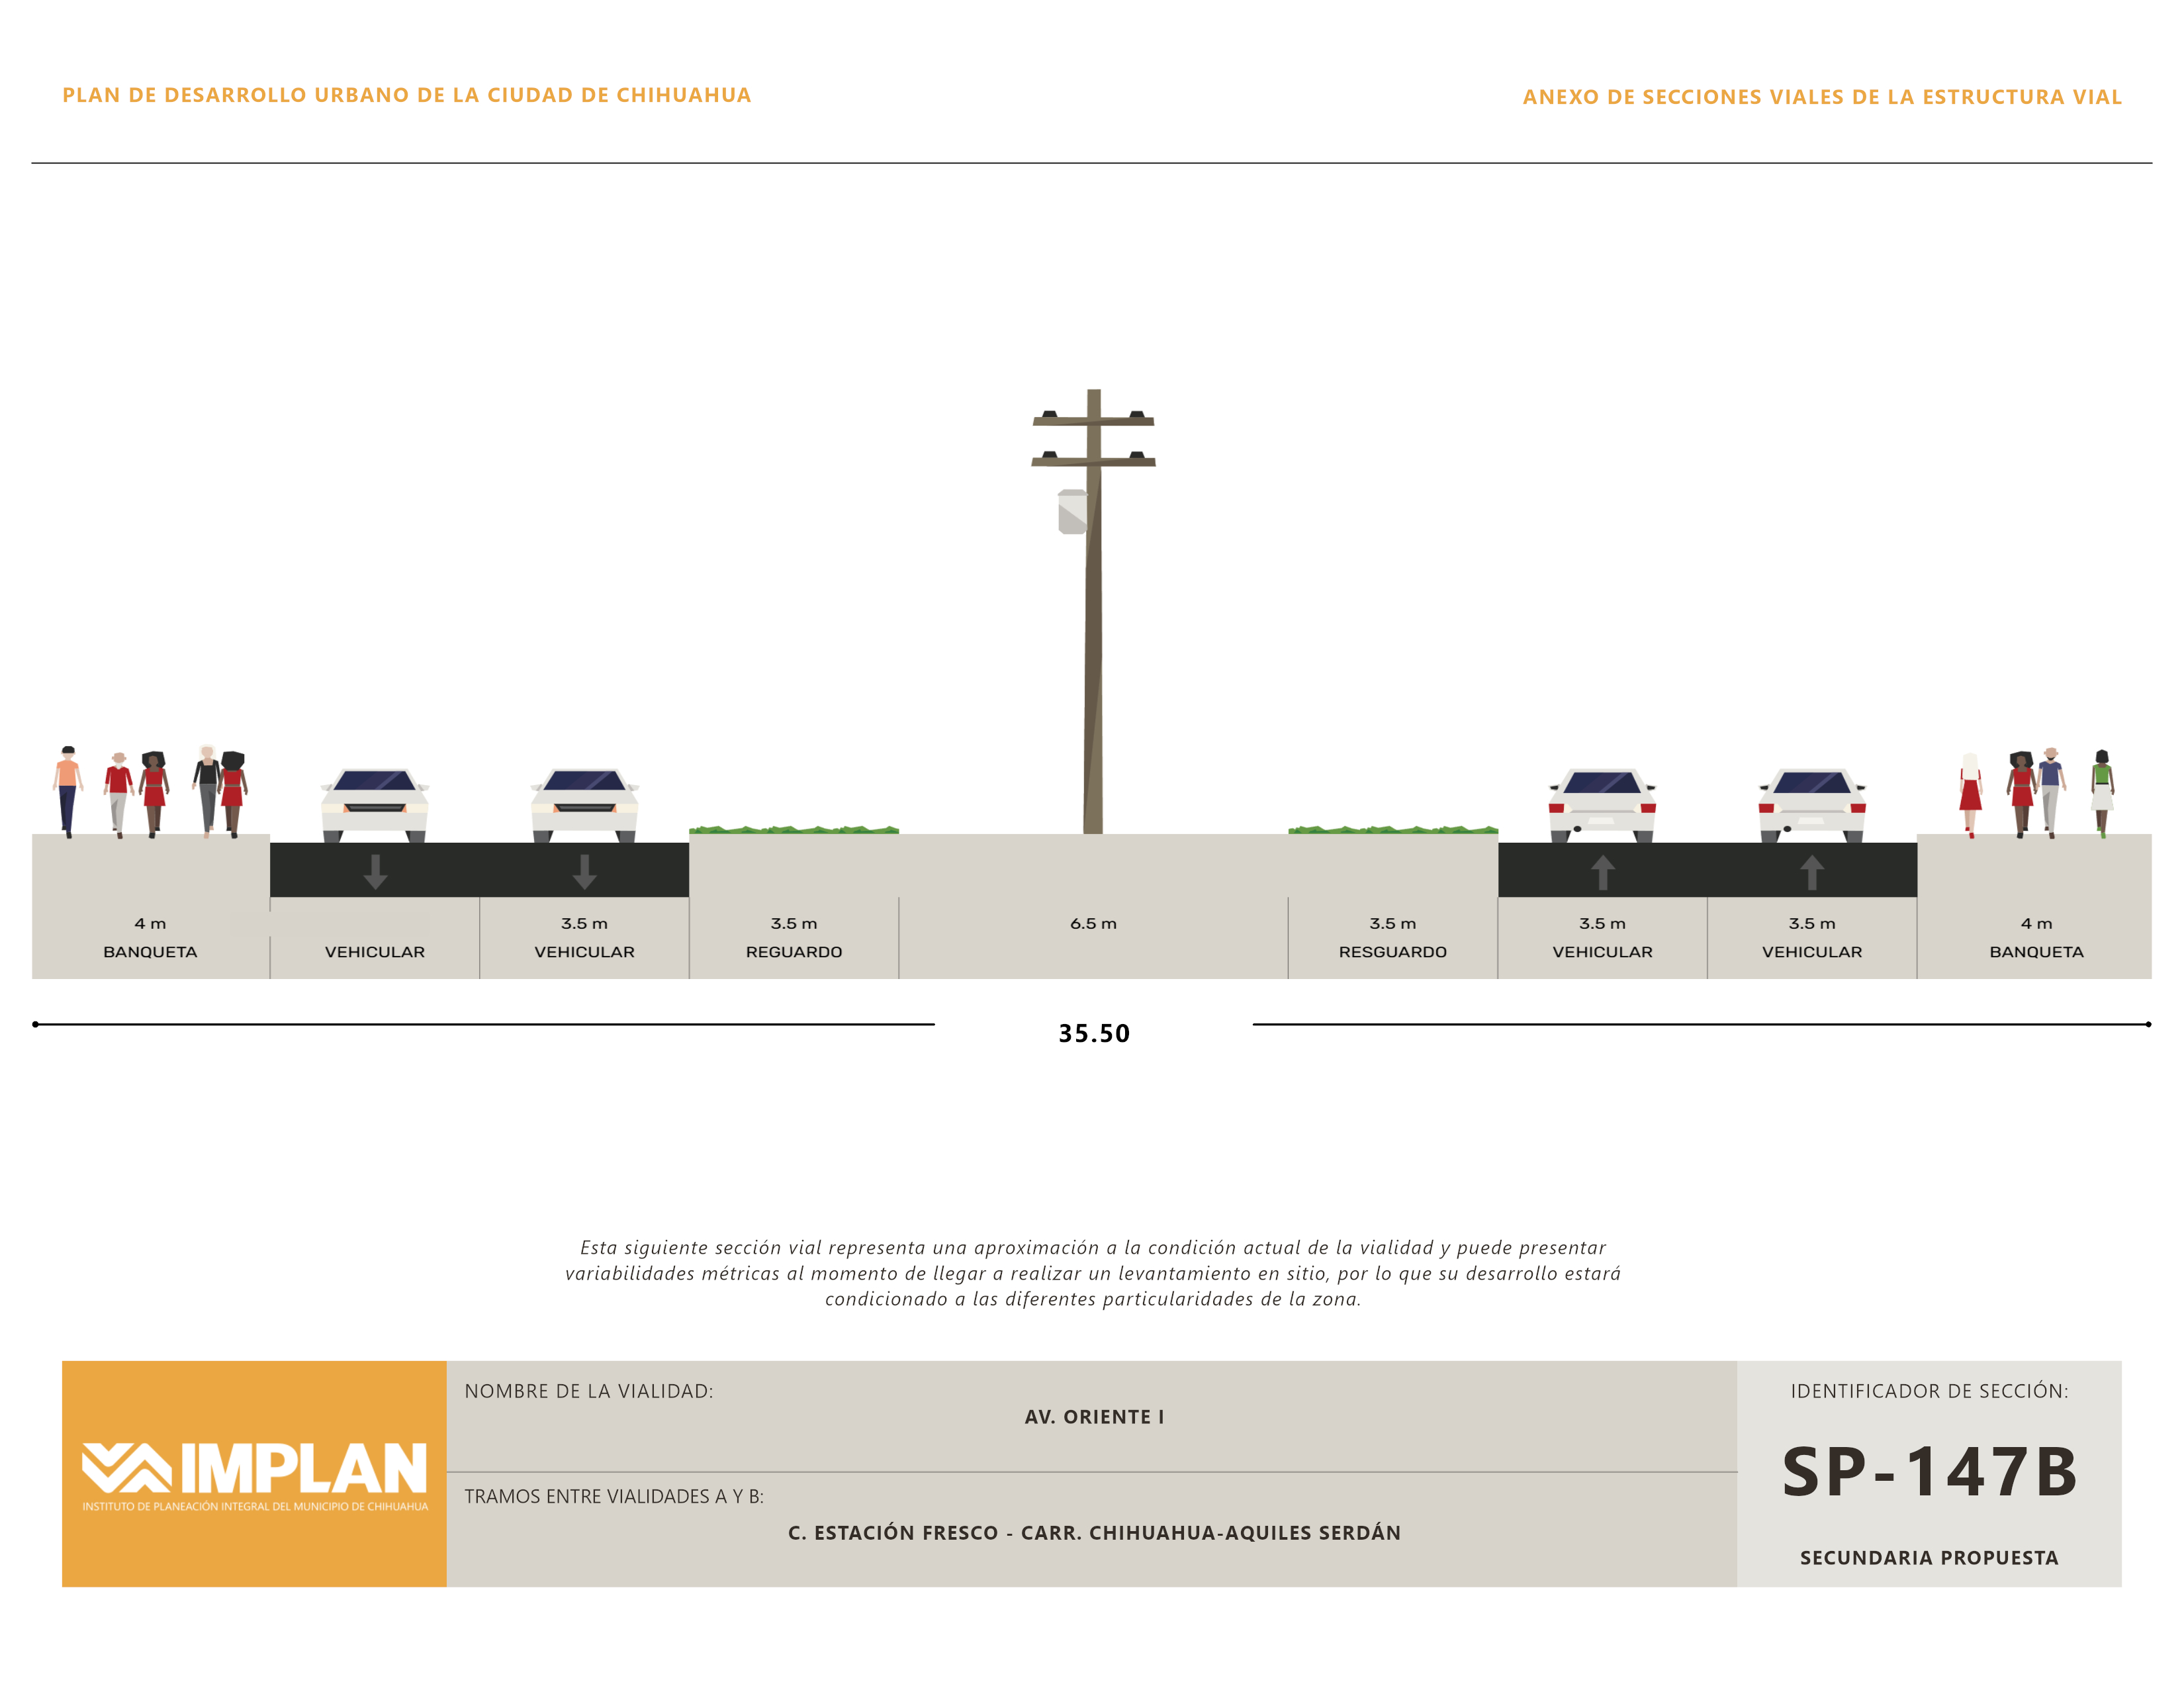 PLAN DE DESARROLLO URBANO DE LA CIUDAD DE CHIHUAHUA
ANEXO DE SECCIONES VIALES DE LA ESTRUCTURA VIAL
4 m
BANQUETA
VEHICULAR
3.5 m
VEHICULAR
3.5 m
REGUARDO
6.5 m
3.5 m
RESGUARDO
3.5 m
VEHICULAR
3.5 m
VEHICULAR
4 m
BANQUETA
35.50
Esta siguiente sección vial representa una aproximación a la condición actual de la vialidad y puede presentar
variabilidades métricas al momento de llegar a realizar un levantamiento en sitio, por lo que su desarrollo estará
condicionado a las diferentes particularidades de la zona.
IMPLAN
INSTITUTO DE PLANEACIÓN INTEGRAL DEL MUNICIPIO DE CHIHUAHUA
NOMBRE DE LA VIALIDAD:
AV. ORIENTE I
TRAMOS ENTRE VIALIDADES A Y B:
C. ESTACIÓN FRESCO - CARR. CHIHUAHUA-AQUILES SERDÁN
IDENTIFICADOR DE SECCIÓN:
SP-147B
SECUNDARIA PROPUESTA